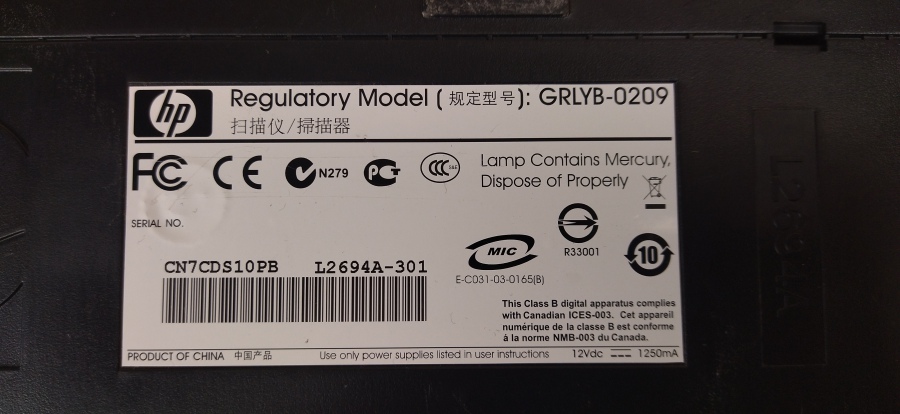 hp
Regulatory Model ( 规定型号): GRLYB-0209
扫描仪/掃描器
FC CE N279 PCT CCC S&E
Lamp Contains Mercury,
Dispose of Properly
SERIAL NO.
CN7CDS10PB L2694A-301
MIC
E-C031-03-0165(B)
R33001
10
This Class B digital apparatus complies
with Canadian ICES-003. Cet appareil
numérique de la classe B est conforme
à la norme NMB-003 du Canada.
PRODUCT OF CHINA 中国产品 Use only power supplies listed in user instructions 12Vdc 1250mA
L2694A